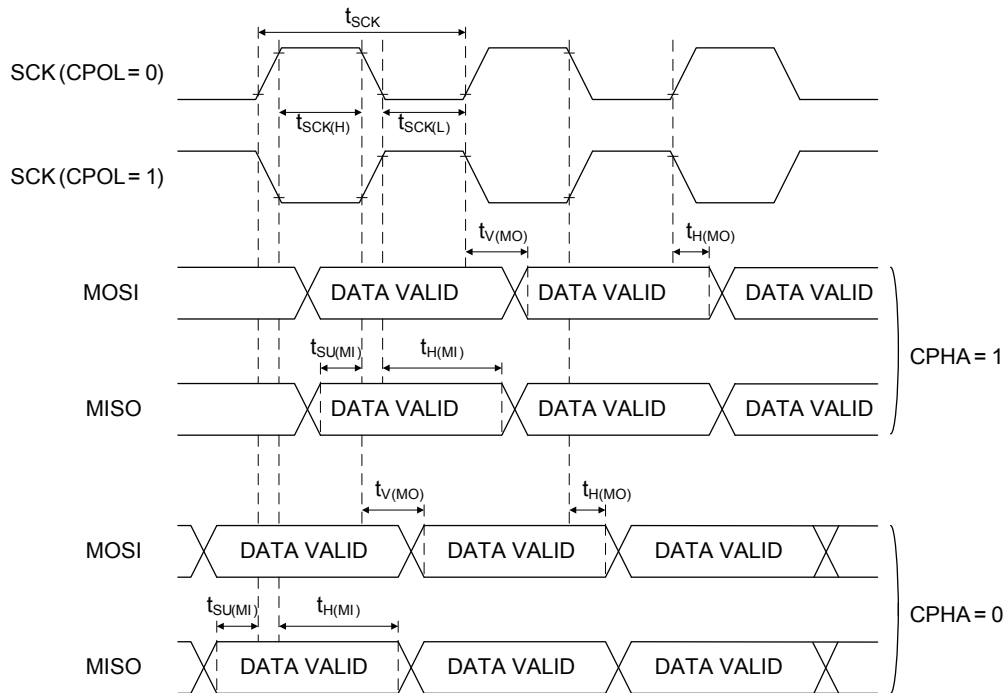 tSCK
SCK (CPOL = 0)
tSCK(H) tSCK(L)
SCK (CPOL = 1)
tV(MO) tH(MO)
MOSI DATA VALID DATA VALID DATA VALID
tSU(MI) tH(MI)
CPHA = 1
MISO DATA VALID DATA VALID DATA VALID
tV(MO) tH(MO)
MOSI DATA VALID DATA VALID DATA VALID
tSU(MI) tH(MI)
CPHA = 0
MISO DATA VALID DATA VALID DATA VALID